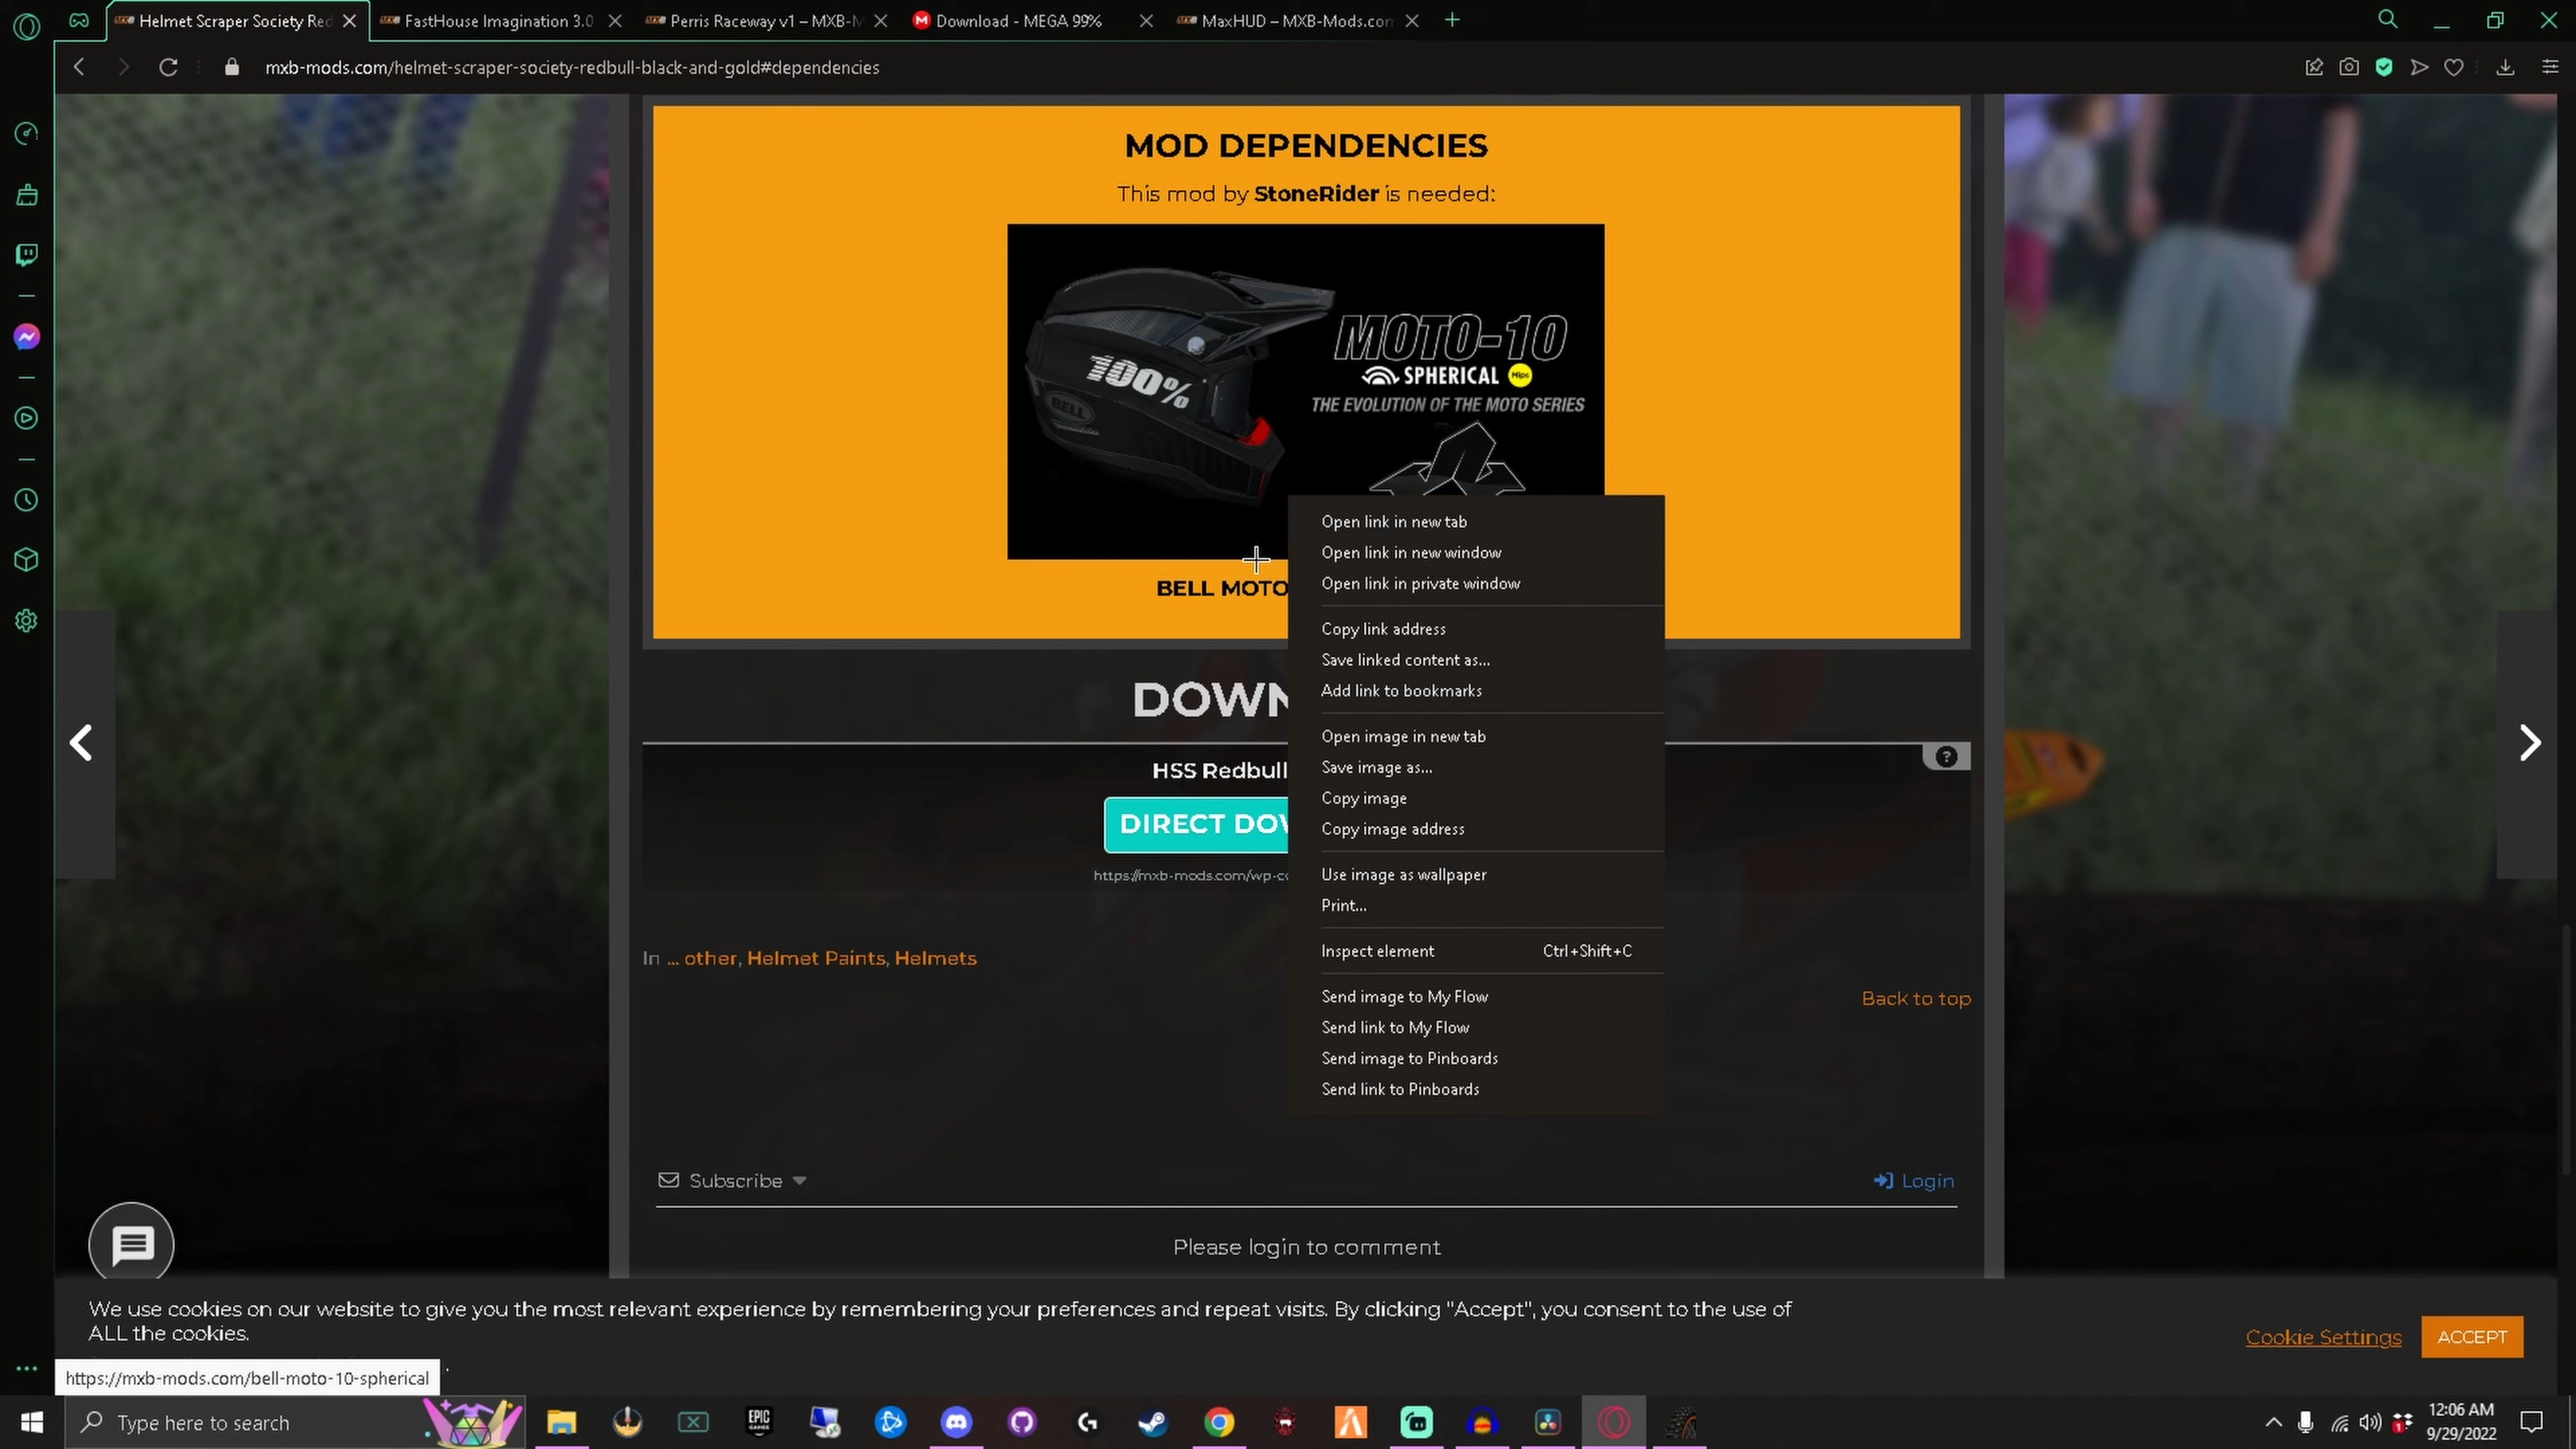 Helmet Scraper Society Red
FastHouse Imagination 3.0
Perris Raceway v1 – MXB-M
Download - MEGA 99%
MaxHUD – MXB-Mods.com
mxb-mods.com/helmet-scraper-society-redbull-black-and-gold#dependencies
MOD DEPENDENCIES
This mod by StoneRider is needed:
100%
BELL
MOTO-10
SPHERICAL Mips
THE EVOLUTION OF THE MOTO SERIES
BELL MOTO
Open link in new tab
Open link in new window
Open link in private window
Copy link address
Save linked content as...
Add link to bookmarks
Open image in new tab
Save image as...
Copy image
Copy image address
Use image as wallpaper
Print...
Inspect element Ctrl+Shift+C
Send image to My Flow
Send link to My Flow
Send image to Pinboards
Send link to Pinboards
DOWN
HSS Redbull
DIRECT DOW
https://mxb-mods.com/wp-co
?
In ... other, Helmet Paints, Helmets
Back to top
Subscribe
Login
Please login to comment
We use cookies on our website to give you the most relevant experience by remembering your preferences and repeat visits. By clicking "Accept", you consent to the use of
ALL the cookies.
Cookie Settings
ACCEPT
https://mxb-mods.com/bell-moto-10-spherical
Type here to search
EPIC
GAMES
12:06 AM
9/29/2022